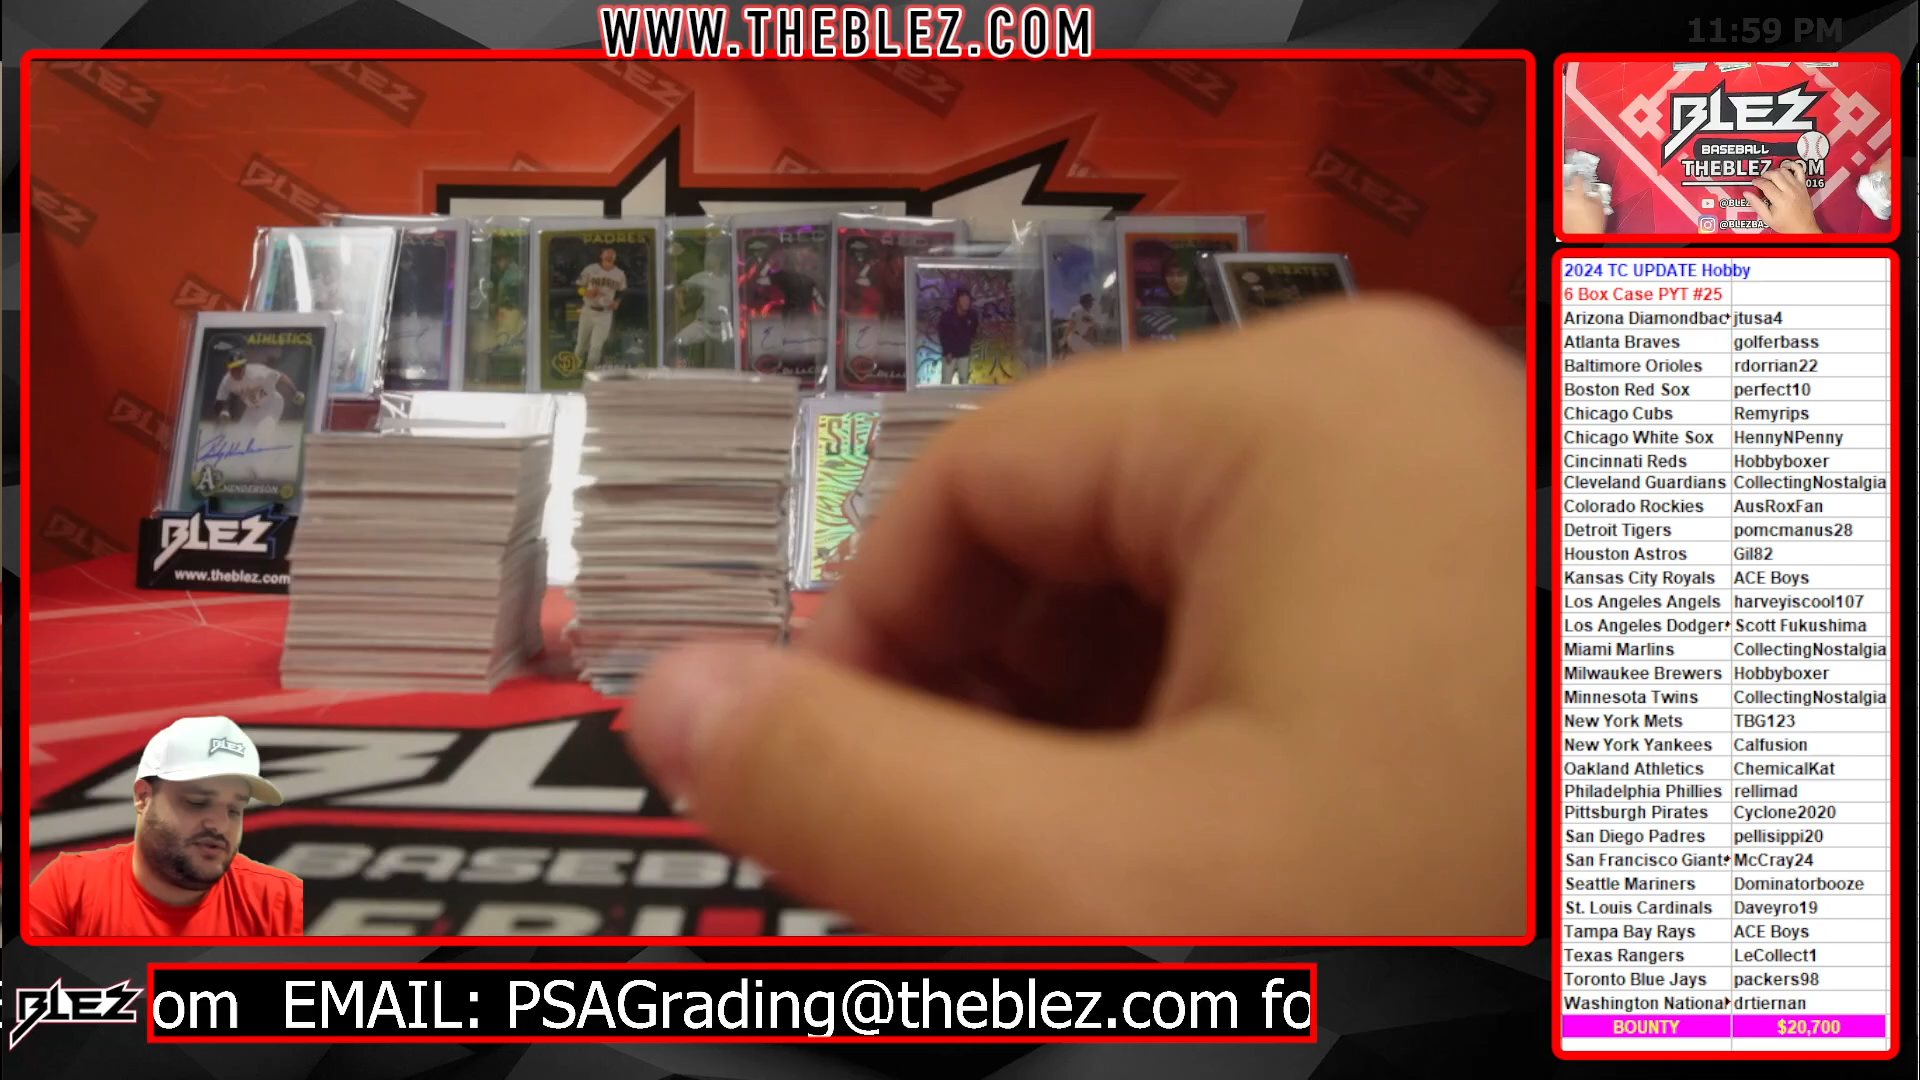 WWW.THEBLEZ.COM
11:59 PM
BLEZ
BASEBALL
THEBLEZ.COM
PADRES
ATHLETICS
HENDERSON
BLEZ
www.theblez.com
BLEZ
2024 TC UPDATE Hobby
6 Box Case PYT #25
Arizona Diamondbac jtusa4
Atlanta Braves golferbass
Baltimore Orioles rdorrian22
Boston Red Sox perfect10
Chicago Cubs Remyrips
Chicago White Sox HennyNPenny
Cincinnati Reds Hobbyboxer
Cleveland Guardians CollectingNostalgia
Colorado Rockies AusRoxFan
Detroit Tigers pomcmanus28
Houston Astros Gil82
Kansas City Royals ACE Boys
Los Angeles Angels harveyiscool107
Los Angeles Dodger Scott Fukushima
Miami Marlins CollectingNostalgia
Milwaukee Brewers Hobbyboxer
Minnesota Twins CollectingNostalgia
New York Mets TBG123
New York Yankees Calfusion
Oakland Athletics ChemicalKat
Philadelphia Phillies rellimad
Pittsburgh Pirates Cyclone2020
San Diego Padres pellisippi20
San Francisco Giant McCray24
Seattle Mariners Dominatorbooze
St. Louis Cardinals Daveyro19
Tampa Bay Rays ACE Boys
Texas Rangers LeCollect1
Toronto Blue Jays packers98
Washington Nationa drtiernan
BOUNTY $20,700
BLEZ
om EMAIL: PSAGrading@theblez.com fo